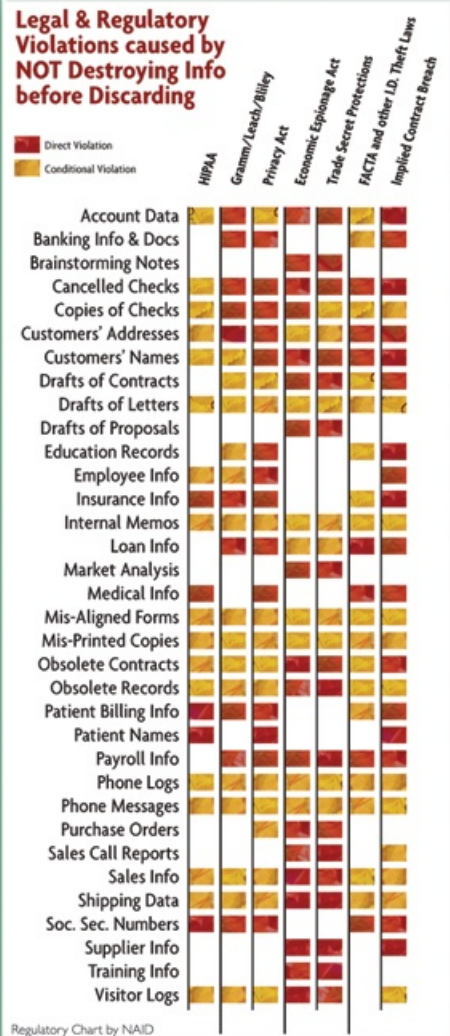 Legal & Regulatory
Violations caused by
NOT Destroying Info
before Discarding
Direct Violation
Conditional Violation
HIPAA
Gramm/Leach/Bliley
Privacy Act
Economic Espionage Act
Trade Secret Protections
FACTA and other I.D. Theft Laws
Implied Contract Breach
Account Data
Banking Info & Docs
Brainstorming Notes
Cancelled Checks
Copies of Checks
Customers' Addresses
Customers' Names
Drafts of Contracts
Drafts of Letters
Drafts of Proposals
Education Records
Employee Info
Insurance Info
Internal Memos
Loan Info
Market Analysis
Medical Info
Mis-Aligned Forms
Mis-Printed Copies
Obsolete Contracts
Obsolete Records
Patient Billing Info
Patient Names
Payroll Info
Phone Logs
Phone Messages
Purchase Orders
Sales Call Reports
Sales Info
Shipping Data
Soc. Sec. Numbers
Supplier Info
Training Info
Visitor Logs
Regulatory Chart by NAID